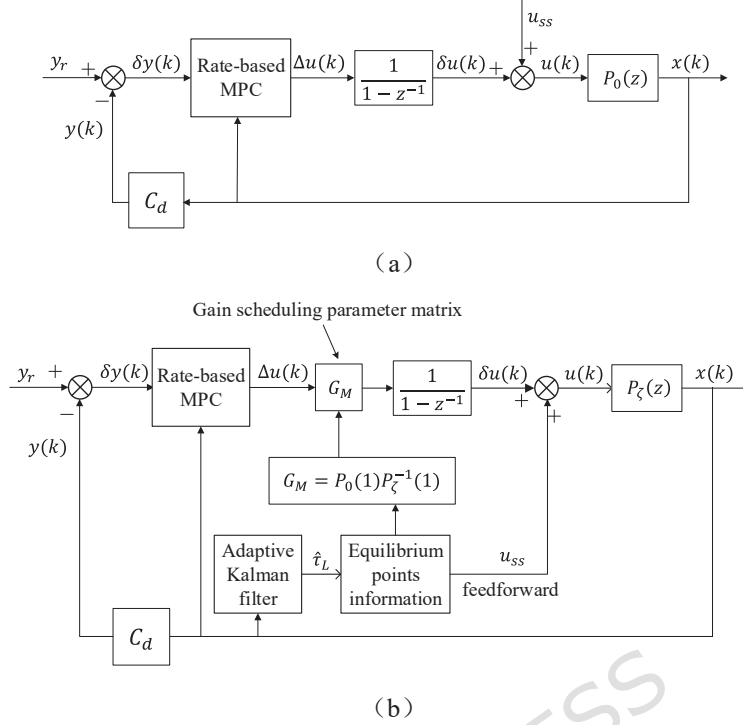 u_ss
y_r + δy(k) Rate-based MPC Δu(k) 1 / (1 − z^{-1}) δu(k) + + u(k) P_0(z) x(k)
−
y(k)
C_d
(a)
Gain scheduling parameter matrix
y_r + δy(k) Rate-based MPC Δu(k) G_M 1 / (1 − z^{-1}) δu(k) + + u(k) P_ζ(z) x(k)
−
y(k)
G_M = P_0(1)P_ζ^{-1}(1)
Adaptive Kalman filter τ̂_L Equilibrium points information u_ss
feedforward
C_d
(b)
ESS